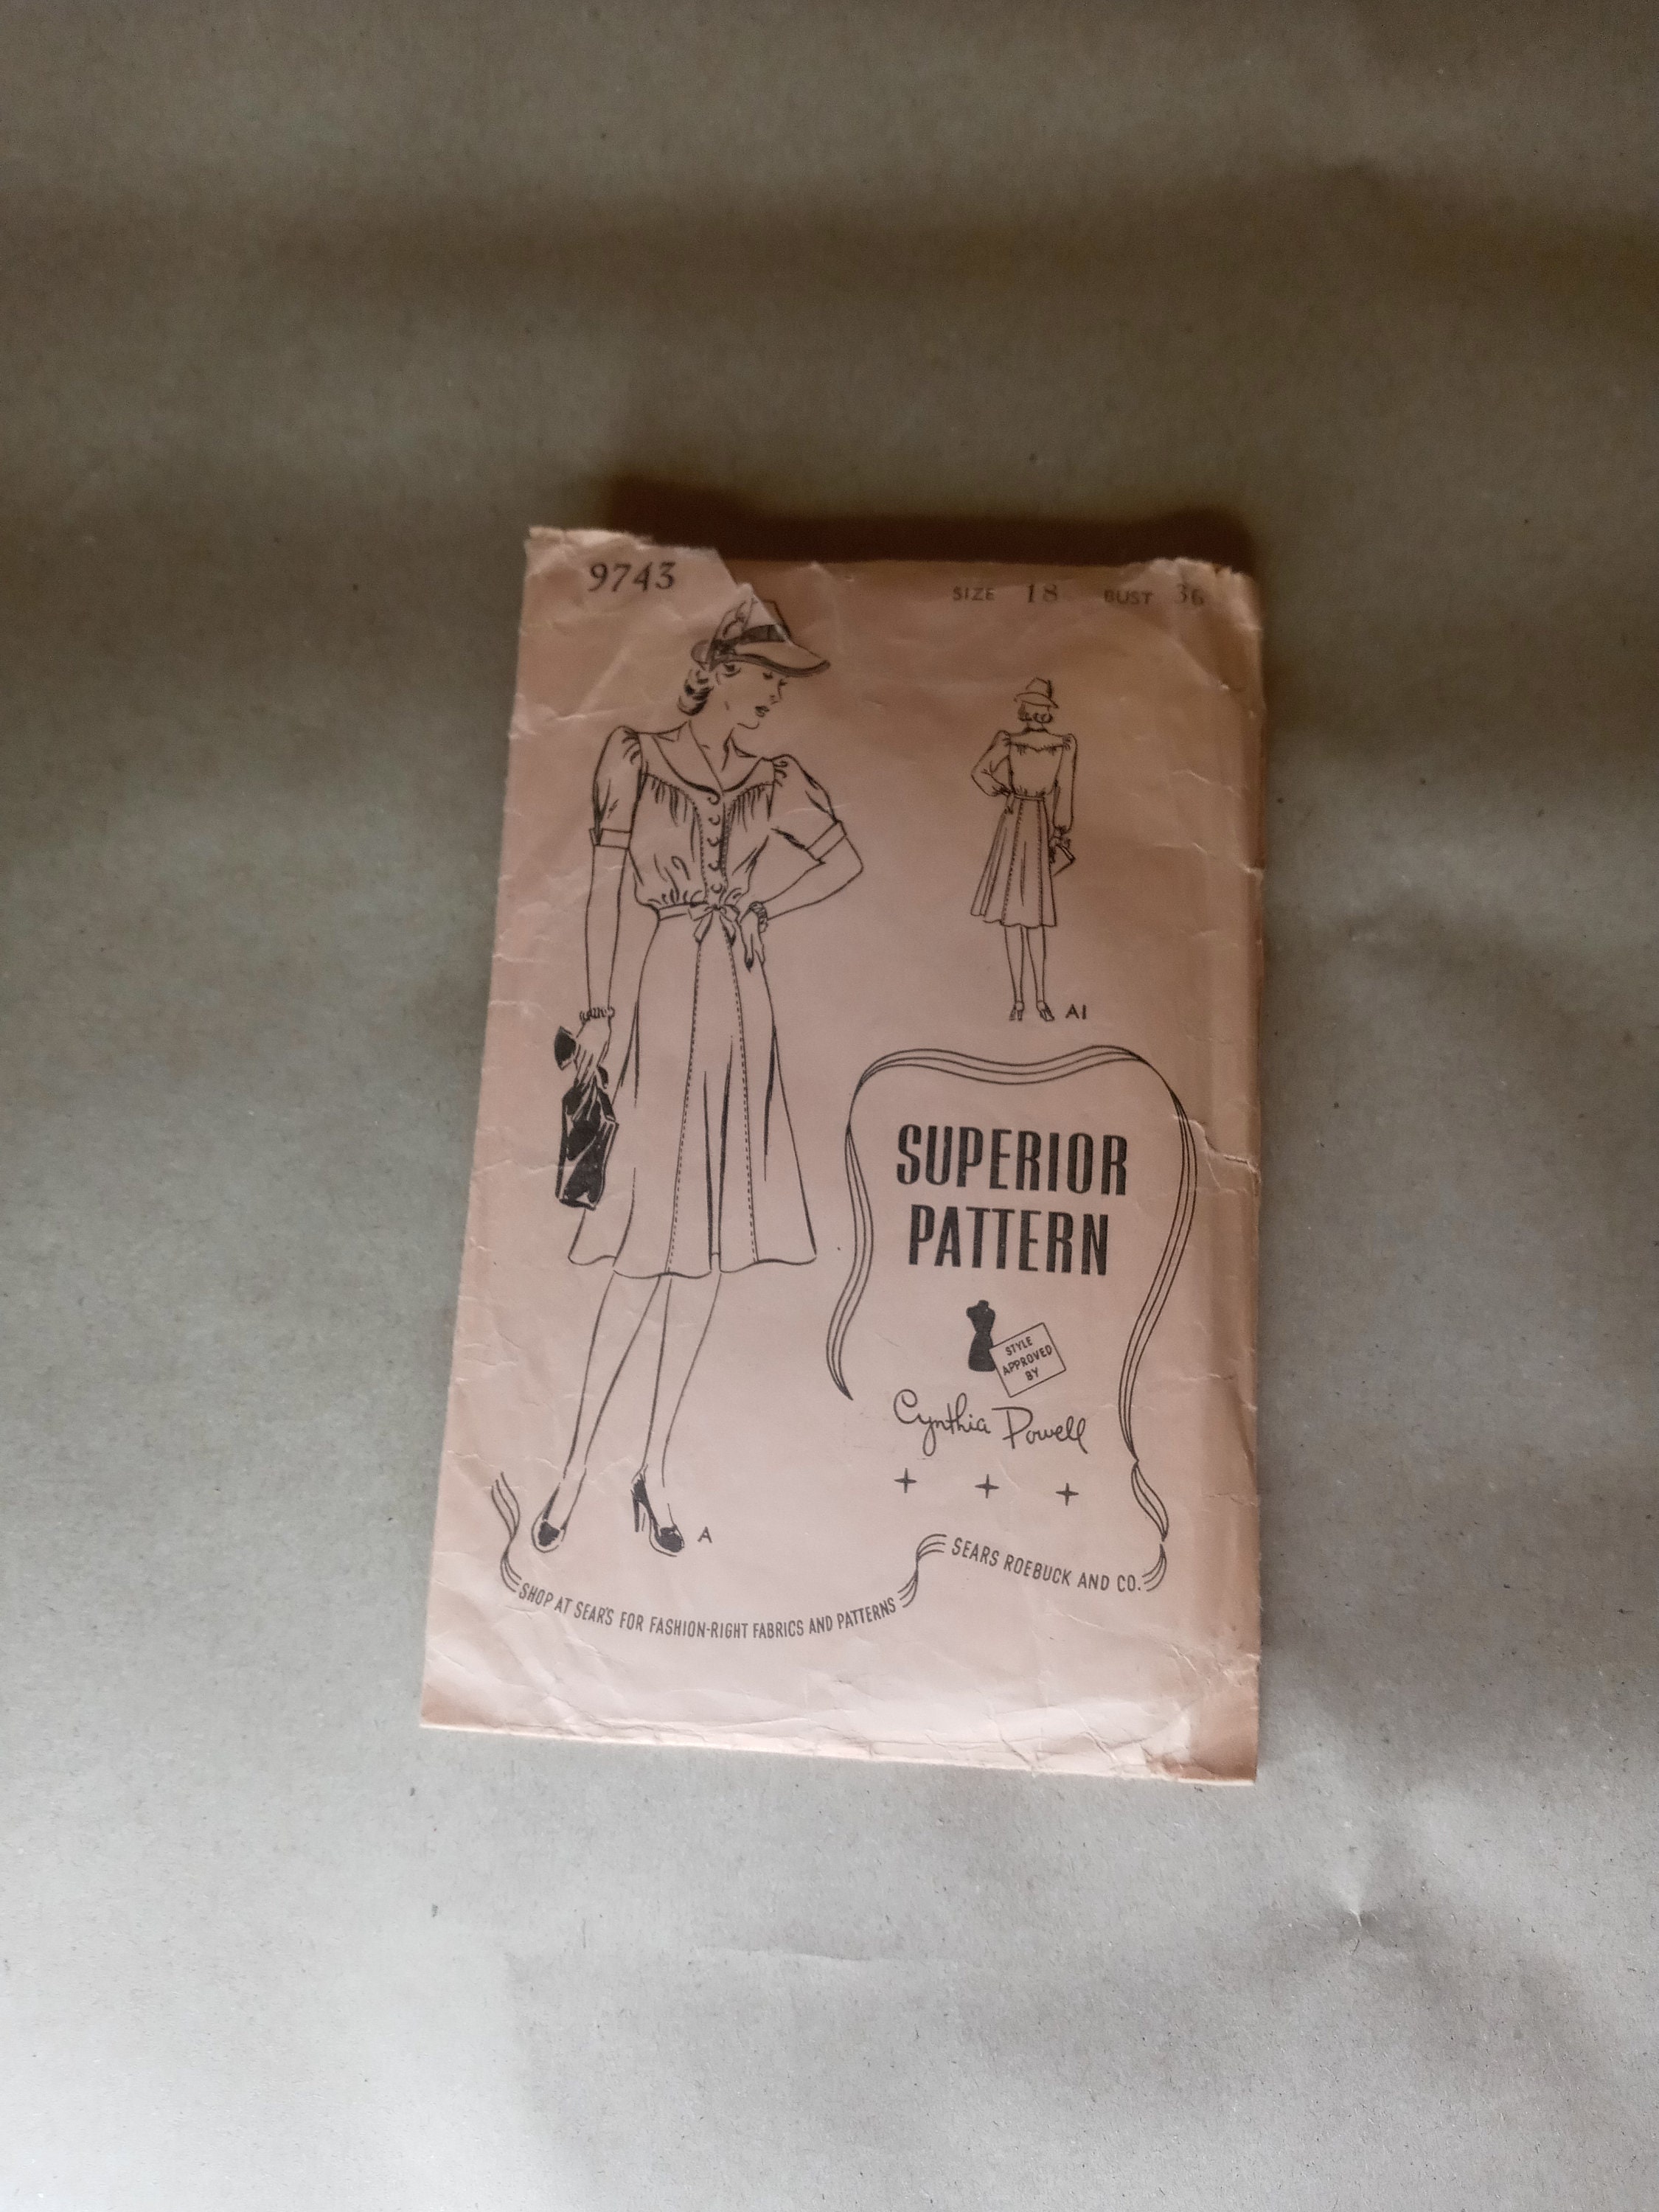 9743
SIZE 18 BUST 36
A1
SUPERIOR
PATTERN
STYLE
APPROVED
BY
Cynthia Powell
A
SEARS ROEBUCK AND CO.
SHOP AT SEAR'S FOR FASHION-RIGHT FABRICS AND PATTERNS